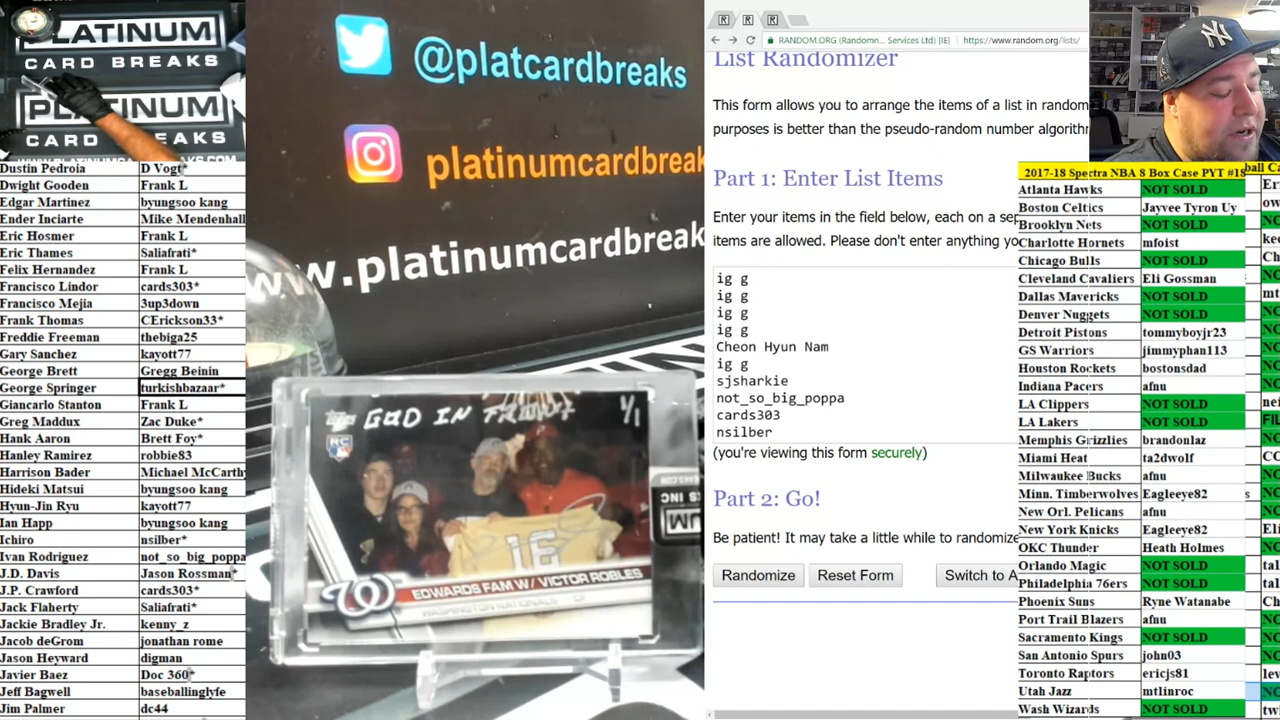 PLATINUM
CARD BREAKS
PLATINUM
CARD BREAKS
Dustin Pedroia D Vogt*
Dwight Gooden Frank L
Edgar Martinez byungsoo kang
Ender Inciarte Mike Mendenhall
Eric Hosmer Frank L
Eric Thames Saliafrati*
Felix Hernandez Frank L
Francisco Lindor cards303*
Francisco Mejia 3up3down
Frank Thomas CErickson33*
Freddie Freeman thebiga25
Gary Sanchez kayott77
George Brett Gregg Beinin
George Springer turkishbazaar*
Giancarlo Stanton Frank L
Greg Maddux Zac Duke*
Hank Aaron Brett Foy*
Hanley Ramirez robbie83
Harrison Bader Michael McCarthy
Hideki Matsui byungsoo kang
Hyun-Jin Ryu kayott77
Ian Happ byungsoo kang
Ichiro nsilber*
Ivan Rodriguez not_so_big_poppa
J.D. Davis Jason Rossman*
J.P. Crawford cards303*
Jack Flaherty Saliafrati*
Jackie Bradley Jr. kenny_z
Jacob deGrom jonathan rome
Jason Heyward digman
Javier Baez Doc 360*
Jeff Bagwell baseballinglyfe
Jim Palmer dc44
@platcardbreaks
platinumcardbreak
www.platinumcardbreak
topps
GOD IN TRUST
1/1
RC
16
EDWARDS FAM W/ VICTOR ROBLES
WASHINGTON NATIONALS
RANDOM.ORG (Randomn... Services Ltd) [IE] https://www.random.org/lists/
List Randomizer
This form allows you to arrange the items of a list in random
purposes is better than the pseudo-random number algorith
Part 1: Enter List Items
Enter your items in the field below, each on a sep
items are allowed. Please don't enter anything yo
ig g
ig g
ig g
ig g
Cheon Hyun Nam
ig g
sjsharkie
not_so_big_poppa
cards303
nsilber
(you're viewing this form securely)
Part 2: Go!
Be patient! It may take a little while to randomize
Randomize Reset Form Switch to A
2017-18 Spectra NBA 8 Box Case PYT #18
Atlanta Hawks NOT SOLD
Boston Celtics Jayvee Tyron Uy
Brooklyn Nets NOT SOLD
Charlotte Hornets mfoist
Chicago Bulls NOT SOLD
Cleveland Cavaliers Eli Gossman
Dallas Mavericks NOT SOLD
Denver Nuggets NOT SOLD
Detroit Pistons tommyboyjr23
GS Warriors jimmyphan113
Houston Rockets bostonsdad
Indiana Pacers afnu
LA Clippers NOT SOLD
LA Lakers NOT SOLD
Memphis Grizzlies brandonlaz
Miami Heat ta2dwolf
Milwaukee Bucks afnu
Minn. Timberwolves Eagleeye82
New Orl. Pelicans afnu
New York Knicks Eagleeye82
OKC Thunder Heath Holmes
Orlando Magic NOT SOLD
Philadelphia 76ers NOT SOLD
Phoenix Suns Ryne Watanabe
Port Trail Blazers afnu
Sacramento Kings NOT SOLD
San Antonio Spurs john03
Toronto Raptors ericjs81
Utah Jazz mtlinroc
Wash Wizards NOT SOLD